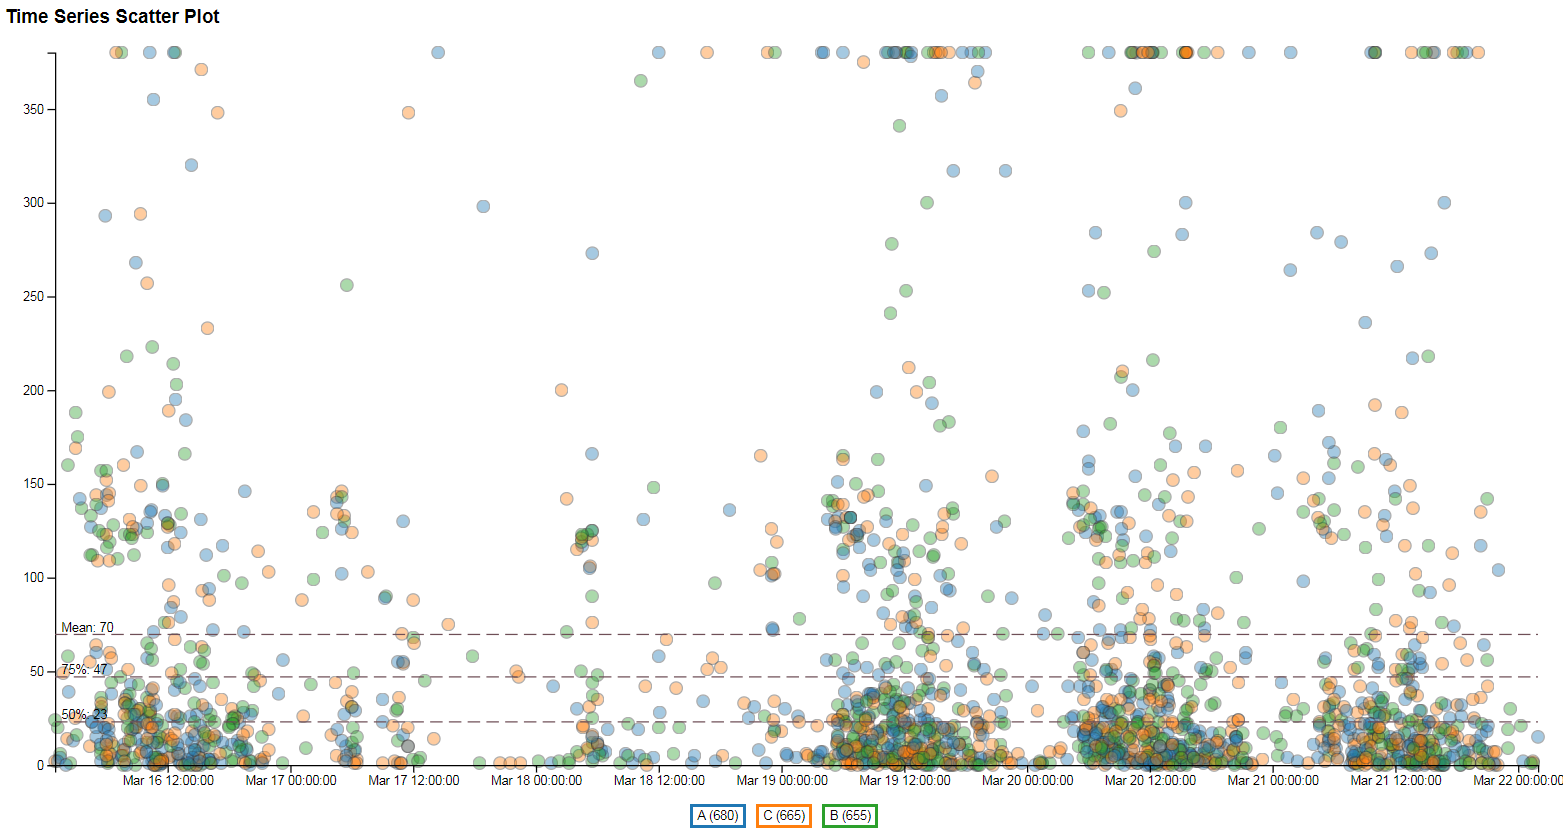 Time Series Scatter Plot
350
300
250
200
150
100
50
0
Mean: 70
75%: 47
50%: 23
Mar 16 12:00:00
Mar 17 00:00:00
Mar 17 12:00:00
Mar 18 00:00:00
Mar 18 12:00:00
Mar 19 00:00:00
Mar 19 12:00:00
Mar 20 00:00:00
Mar 20 12:00:00
Mar 21 00:00:00
Mar 21 12:00:00
Mar 22 00:00:00
A (680)
C (665)
B (655)